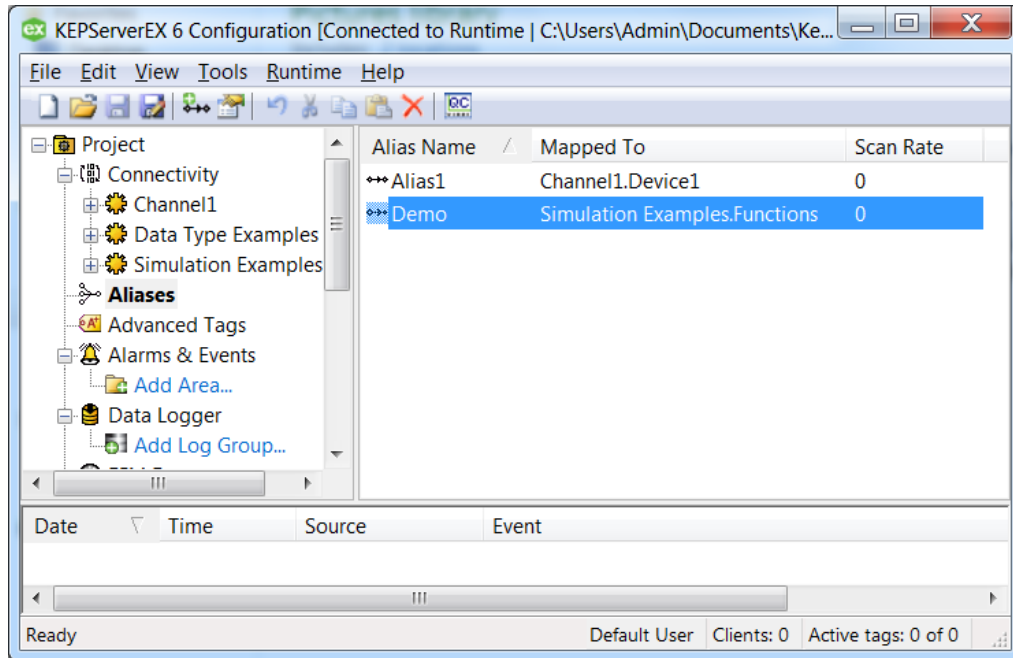 KEPServerEX 6 Configuration [Connected to Runtime | C:\Users\Admin\Documents\Ke...
File Edit View Tools Runtime Help
Project
Connectivity
Channel1
Data Type Examples
Simulation Examples
Aliases
Advanced Tags
Alarms & Events
Add Area...
Data Logger
Add Log Group...
Alias Name Mapped To Scan Rate
Alias1 Channel1.Device1 0
Demo Simulation Examples.Functions 0
Date Time Source Event
Ready Default User Clients: 0 Active tags: 0 of 0